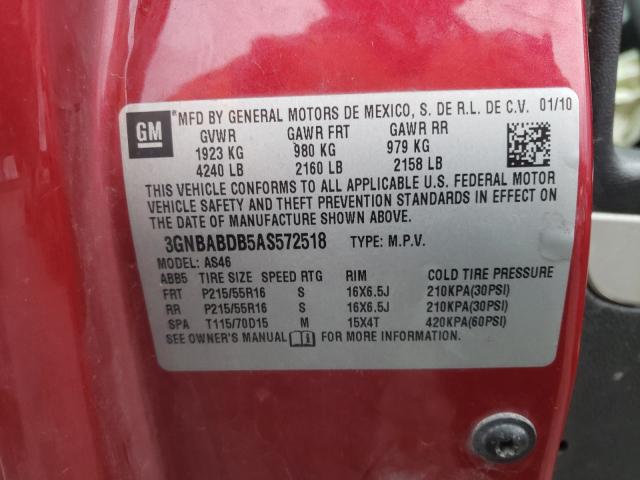 GM
*MFD BY GENERAL MOTORS DE MEXICO, S. DE R.L. DE C.V. 01/10
GVWR GAWR FRT GAWR RR
1923 KG 980 KG 979 KG
4240 LB 2160 LB 2158 LB
THIS VEHICLE CONFORMS TO ALL APPLICABLE U.S. FEDERAL MOTOR
VEHICLE SAFETY AND THEFT PREVENTION STANDARDS IN EFFECT ON
THE DATE OF MANUFACTURE SHOWN ABOVE.
3GNBABDB5AS572518 TYPE: M.P.V.
MODEL: AS46
ABB5 TIRE SIZE SPEED RTG RIM COLD TIRE PRESSURE
FRT P215/55R16 S 16X6.5J 210KPA(30PSI)
RR P215/55R16 S 16X6.5J 210KPA(30PSI)
SPA T115/70D15 M 15X4T 420KPA(60PSI)
SEE OWNER'S MANUAL FOR MORE INFORMATION.